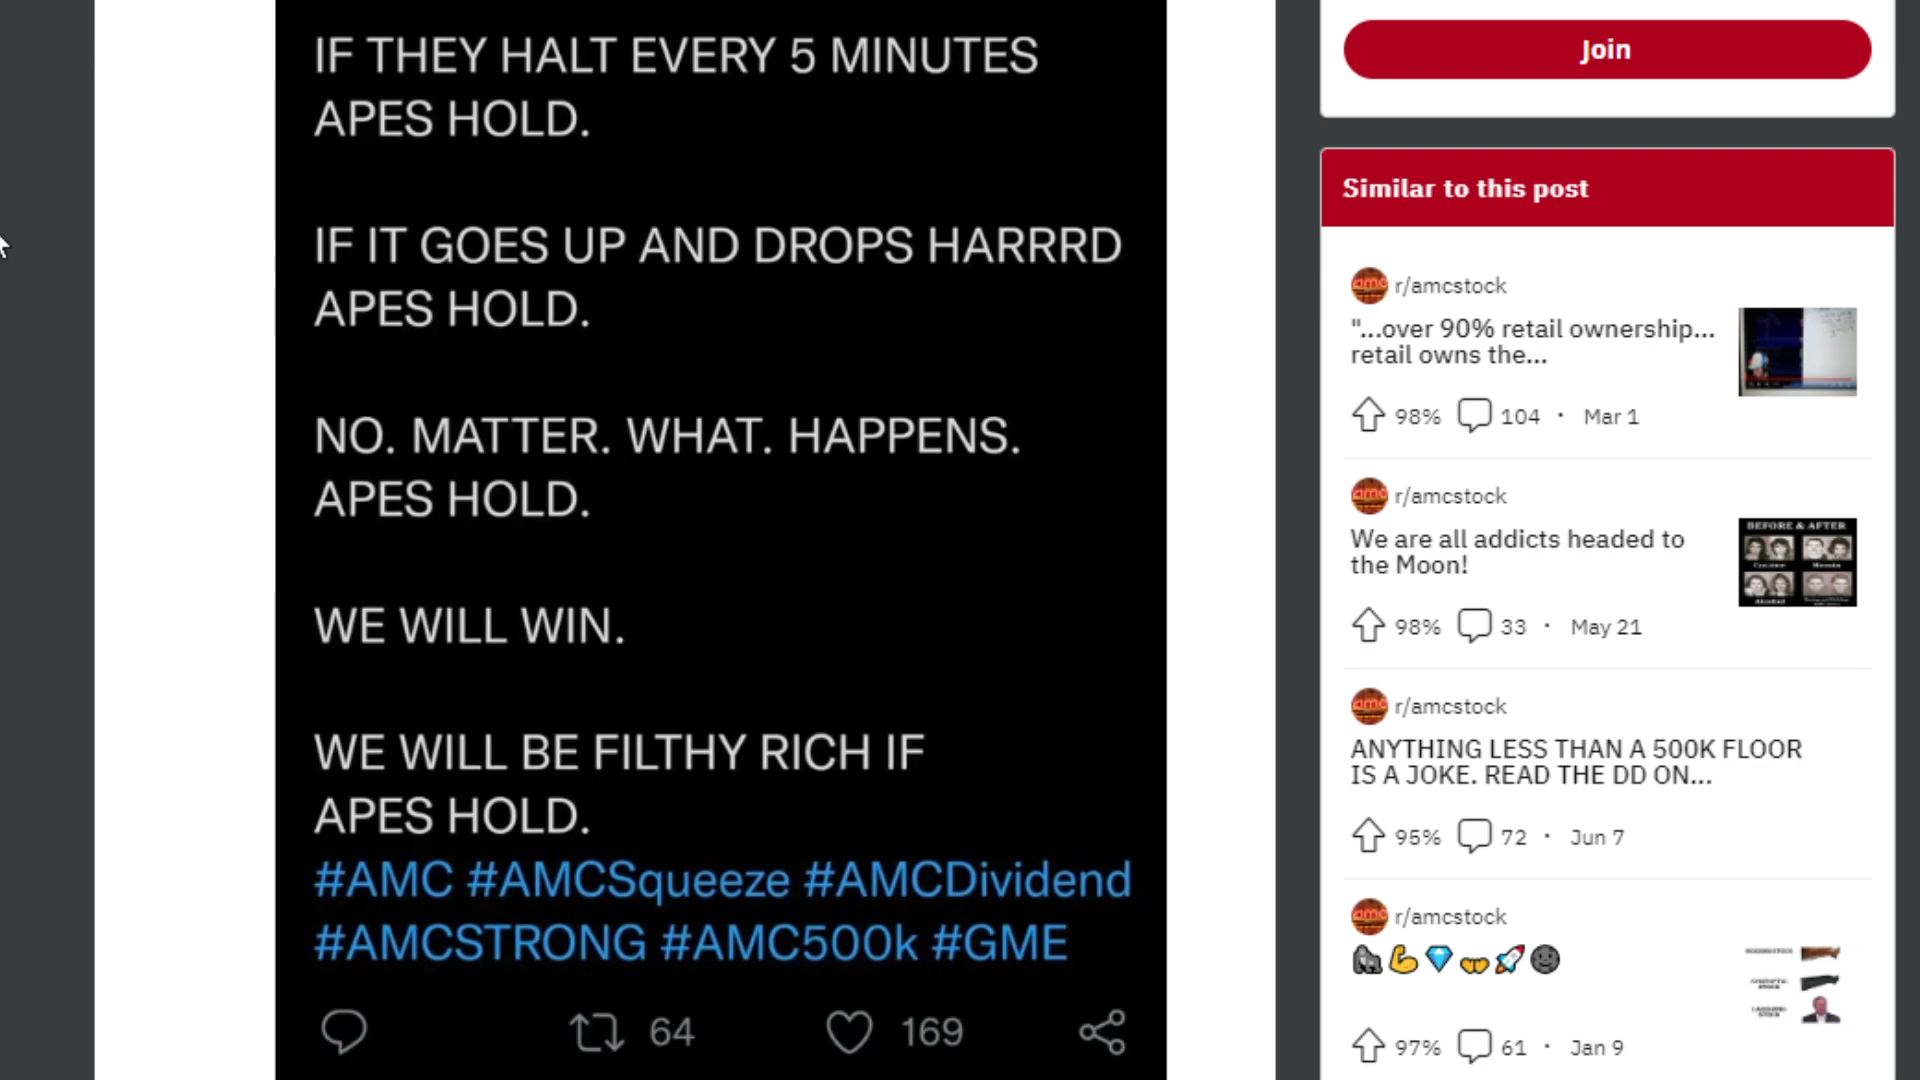 IF THEY HALT EVERY 5 MINUTES
APES HOLD.
IF IT GOES UP AND DROPS HARRRD
APES HOLD.
NO. MATTER. WHAT. HAPPENS.
APES HOLD.
WE WILL WIN.
WE WILL BE FILTHY RICH IF
APES HOLD.
#AMC #AMCSqueeze #AMCDividend
#AMCSTRONG #AMC500k #GME
64
169
Join
Similar to this post
r/amcstock
"...over 90% retail ownership...
retail owns the...
98% 104 · Mar 1
r/amcstock
We are all addicts headed to
the Moon!
BEFORE & AFTER
98% 33 · May 21
r/amcstock
ANYTHING LESS THAN A 500K FLOOR
IS A JOKE. READ THE DD ON...
95% 72 · Jun 7
r/amcstock
🦍💪💎🤲🚀🌚
97% 61 · Jan 9